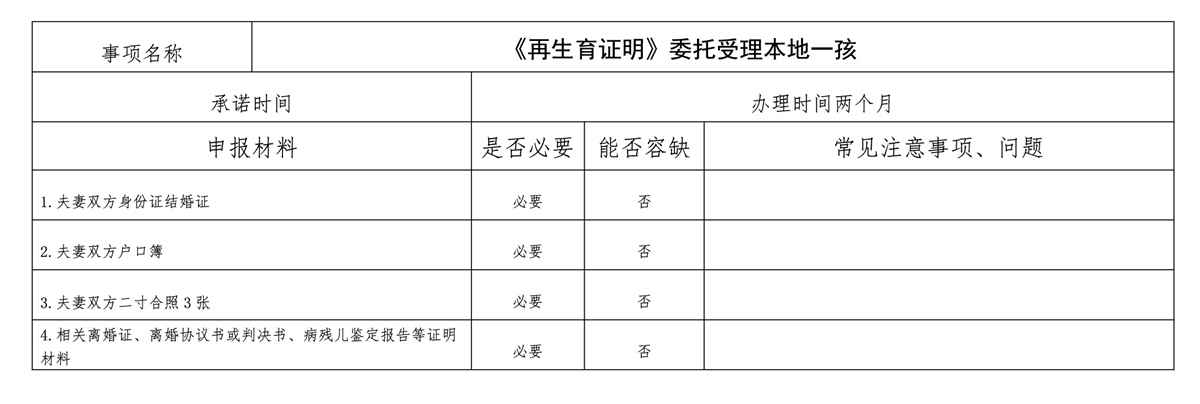 事项名称 《再生育证明》委托受理本地一孩
承诺时间 办理时间两个月
申报材料 是否必要 能否容缺 常见注意事项、问题
1.夫妻双方身份证结婚证 必要 否
2.夫妻双方户口簿 必要 否
3.夫妻双方二寸合照 3 张 必要 否
4.相关离婚证、离婚协议书或判决书、病残儿鉴定报告等证明
材料 必要 否